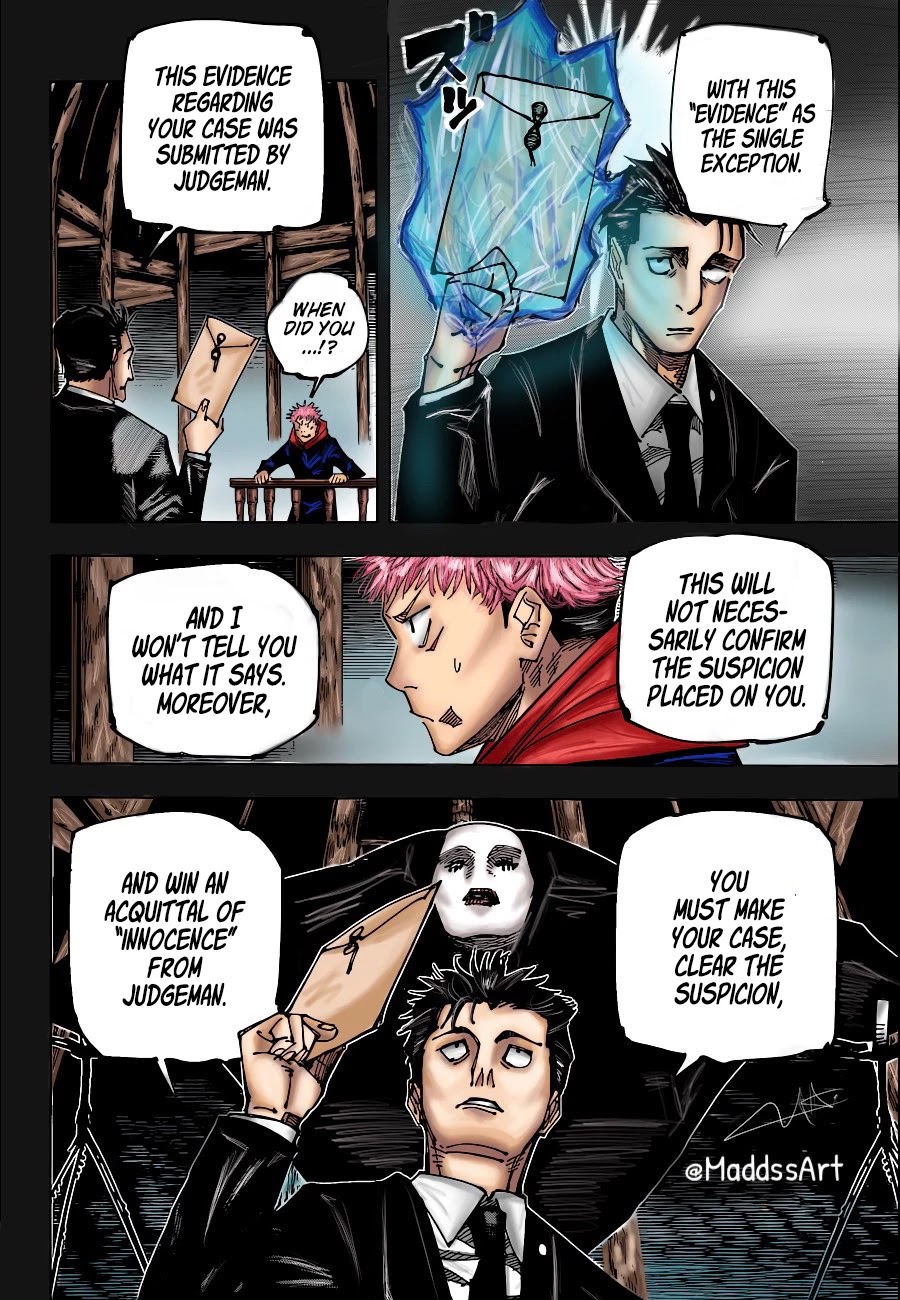 WITH THIS
"EVIDENCE" AS
THE SINGLE
EXCEPTION.
ズッ
THIS EVIDENCE
REGARDING
YOUR CASE WAS
SUBMITTED BY
JUDGEMAN.
WHEN
DID YOU
...!?
THIS WILL
NOT NECES-
SARILY CONFIRM
THE SUSPICION
PLACED ON YOU.
AND I
WON'T TELL YOU
WHAT IT SAYS.
MOREOVER,
YOU
MUST MAKE
YOUR CASE,
CLEAR THE
SUSPICION,
AND WIN AN
ACQUITTAL OF
"INNOCENCE"
FROM
JUDGEMAN.
@MaddssArt